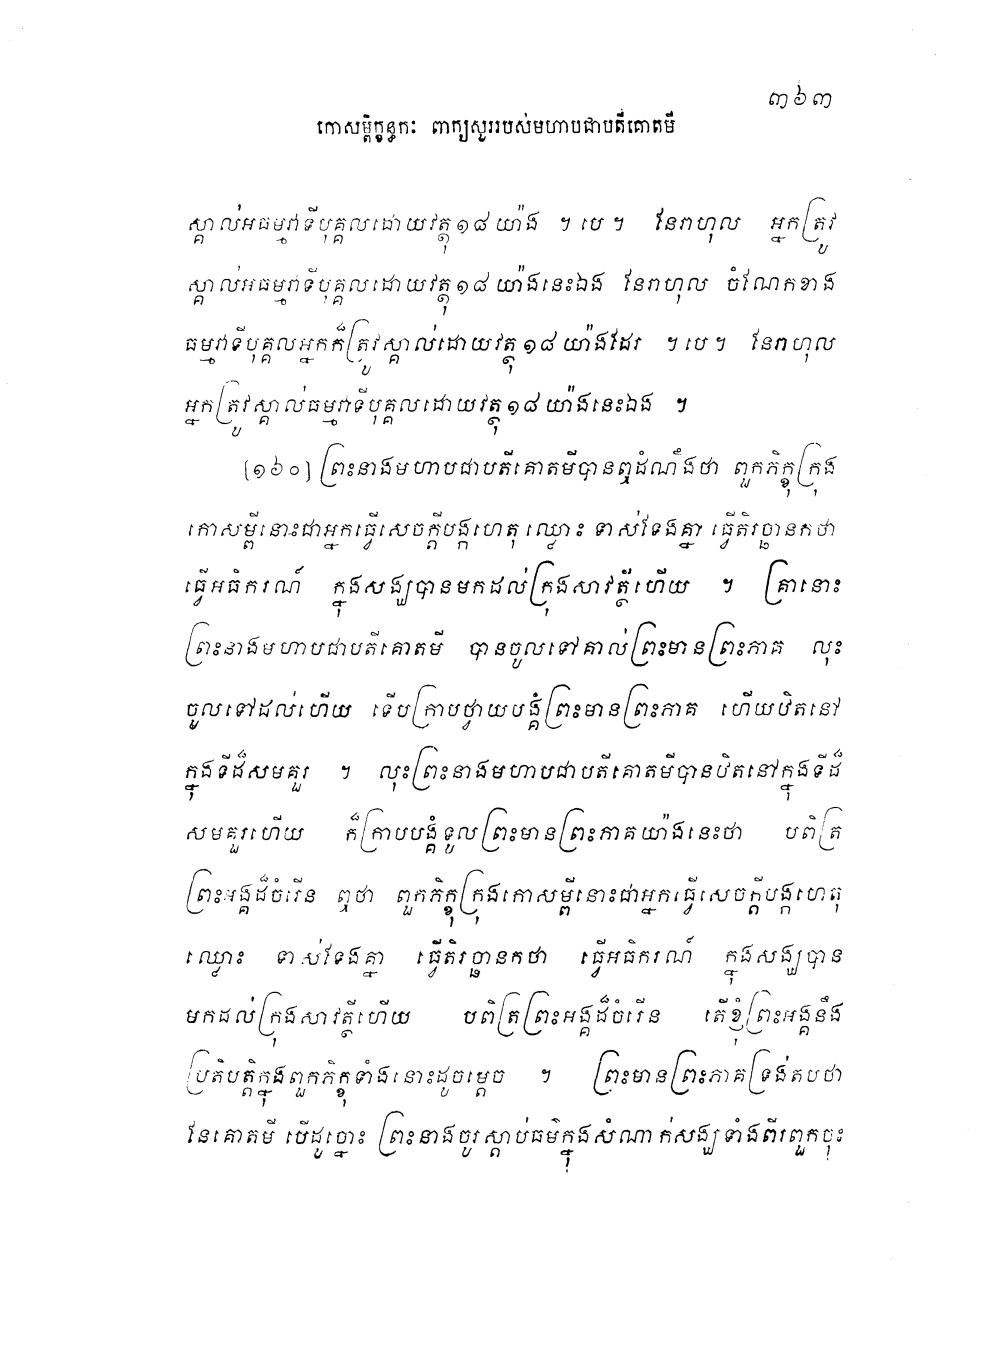 ៣៦៣
កោសម្ពិក្ខន្ធកៈ ពាក្យសួររបស់មហាបជាបតីគោតមី
ស្គាល់អធម្មវាទីបុគ្គលដោយវត្ថុ១៨យ៉ាង ។ បេ ។ នែរាហុល អ្នកត្រូវ
ស្គាល់អធម្មវាទីបុគ្គលដោយវត្ថុ១៨យ៉ាងនេះឯង នែរាហុល ចំណែកខាង
ធម្មវាទីបុគ្គលអ្នកក៏ត្រូវស្គាល់ដោយវត្ថុ១៨យ៉ាងដែរ ។ បេ ។ នែរាហុល
អ្នកត្រូវស្គាល់ធម្មវាទីបុគ្គលដោយវត្ថុ១៨យ៉ាងនេះឯង ។
[១៦០] ព្រះនាងមហាបជាបតីគោតមីបានឮដំណឹងថា ពួកភិក្ខុក្រុង
កោសម្ពីនោះជាអ្នកធ្វើសេចក្តីបង្កហេតុ ឈ្លោះ ទាស់ទែងគ្នា ធ្វើតិរច្ឆានកថា
ធ្វើអធិករណ៍ ក្នុងសង្ឃបានមកដល់ក្រុងសាវត្ថីហើយ ។ គ្រានោះ
ព្រះនាងមហាបជាបតីគោតមី បានចូលទៅគាល់ព្រះមានព្រះភាគ លុះ
ចូលទៅដល់ហើយ ទើបក្រាបថ្វាយបង្គំព្រះមានព្រះភាគ ហើយឋិតនៅ
ក្នុងទីដ៏សមគួរ ។ លុះព្រះនាងមហាបជាបតីគោតមីបានឋិតនៅក្នុងទីដ៏
សមគួរហើយ ក៏ក្រាបបង្គំទូលព្រះមានព្រះភាគយ៉ាងនេះថា បពិត្រ
ព្រះអង្គដ៏ចំរើន ឮថា ពួកភិក្ខុក្រុងកោសម្ពីនោះជាអ្នកធ្វើសេចក្តីបង្កហេតុ
ឈ្លោះ ទាស់ទែងគ្នា ធ្វើតិរច្ឆានកថា ធ្វើអធិករណ៍ ក្នុងសង្ឃបាន
មកដល់ក្រុងសាវត្ថីហើយ បពិត្រព្រះអង្គដ៏ចំរើន តើខ្ញុំព្រះអង្គនឹង
ប្រតិបត្តិក្នុងពួកភិក្ខុទាំងនោះដូចម្តេច ។ ព្រះមានព្រះភាគទ្រង់តបថា
នែគោតមី បើដូច្នោះ ព្រះនាងចូរស្តាប់ធម៌ក្នុងសំណាក់សង្ឃទាំងពីរពួកចុះ